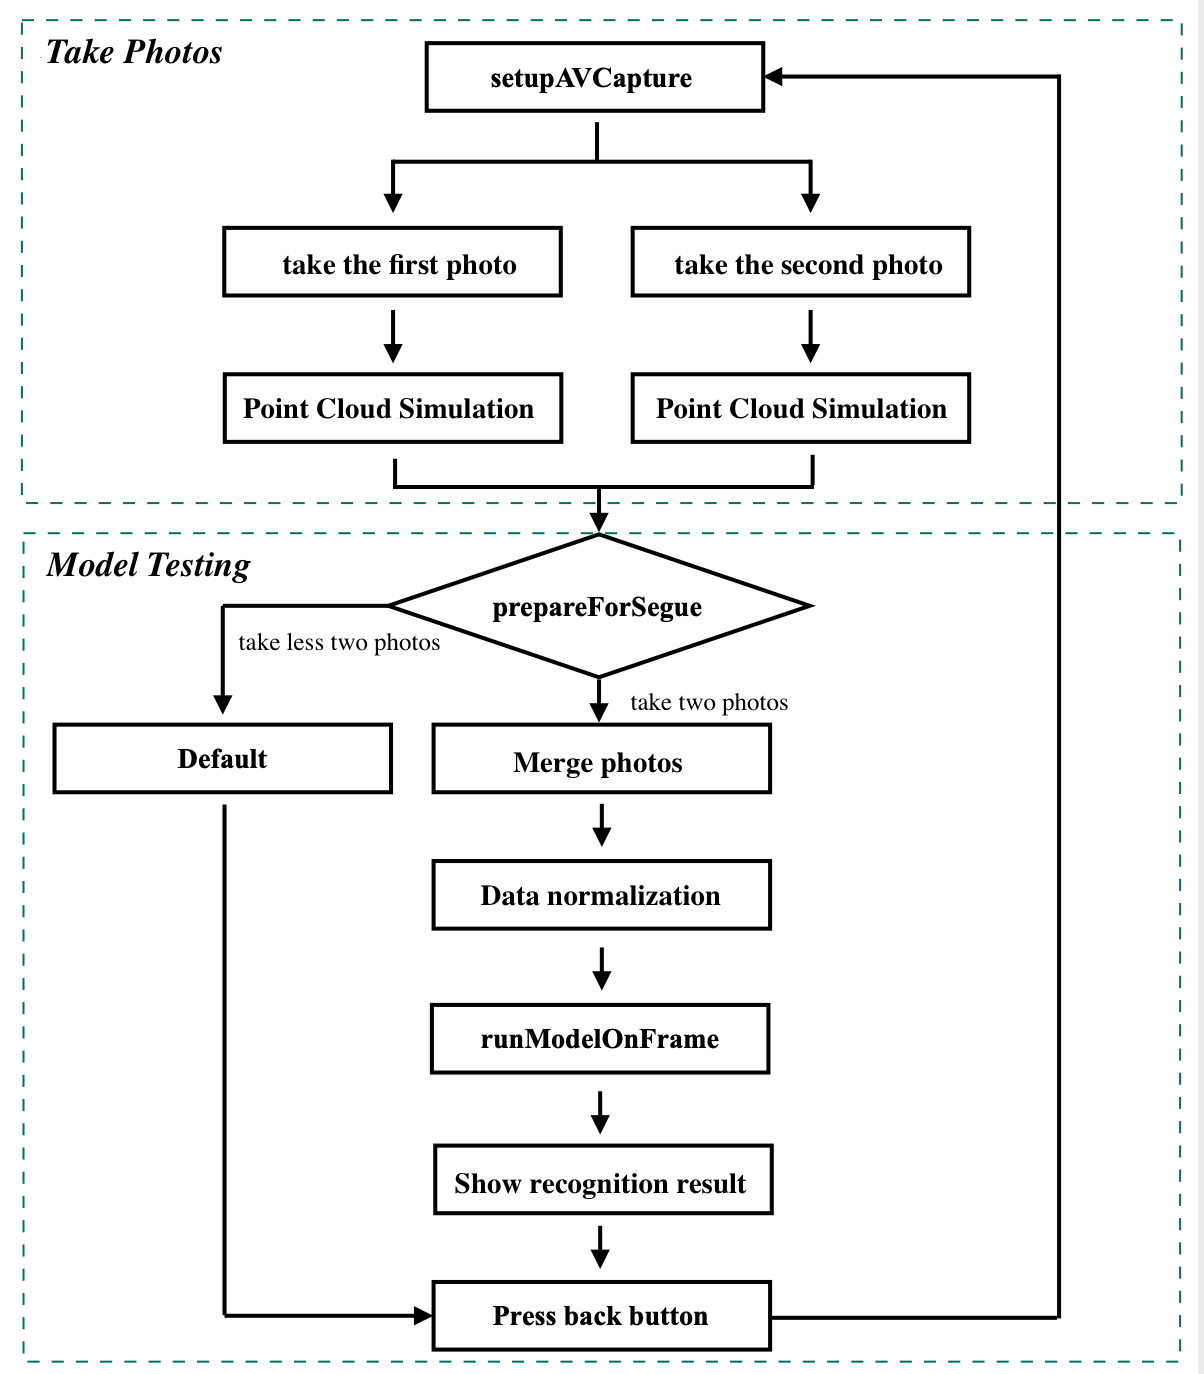 Take Photos
setupAVCapture
take the first photo
take the second photo
Point Cloud Simulation
Point Cloud Simulation
Model Testing
prepareForSegue
take less two photos
take two photos
Default
Merge photos
Data normalization
runModelOnFrame
Show recognition result
Press back button